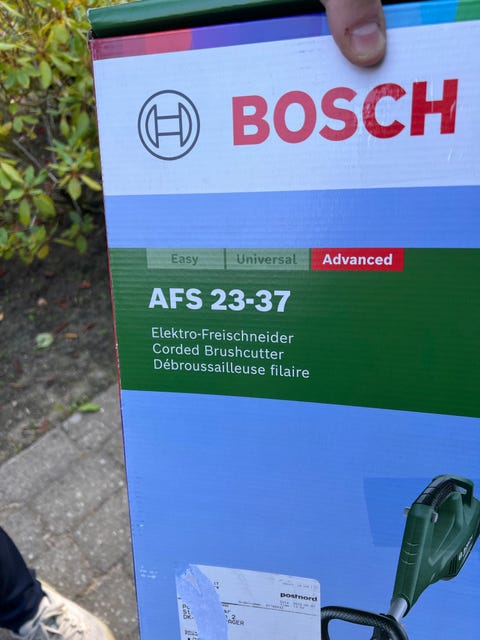 BOSCH
Easy Universal Advanced
AFS 23-37
Elektro-Freischneider
Corded Brushcutter
Débroussailleuse filaire
postnord